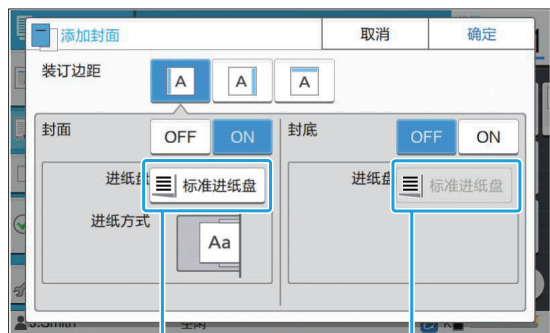 添加封面 取消 确定
装订边距 A A A
封面 OFF ON 封底 OFF ON
进纸盘 标准进纸盘 进纸盘 标准进纸盘
进纸方式 Aa
J.Smith 空闲 K